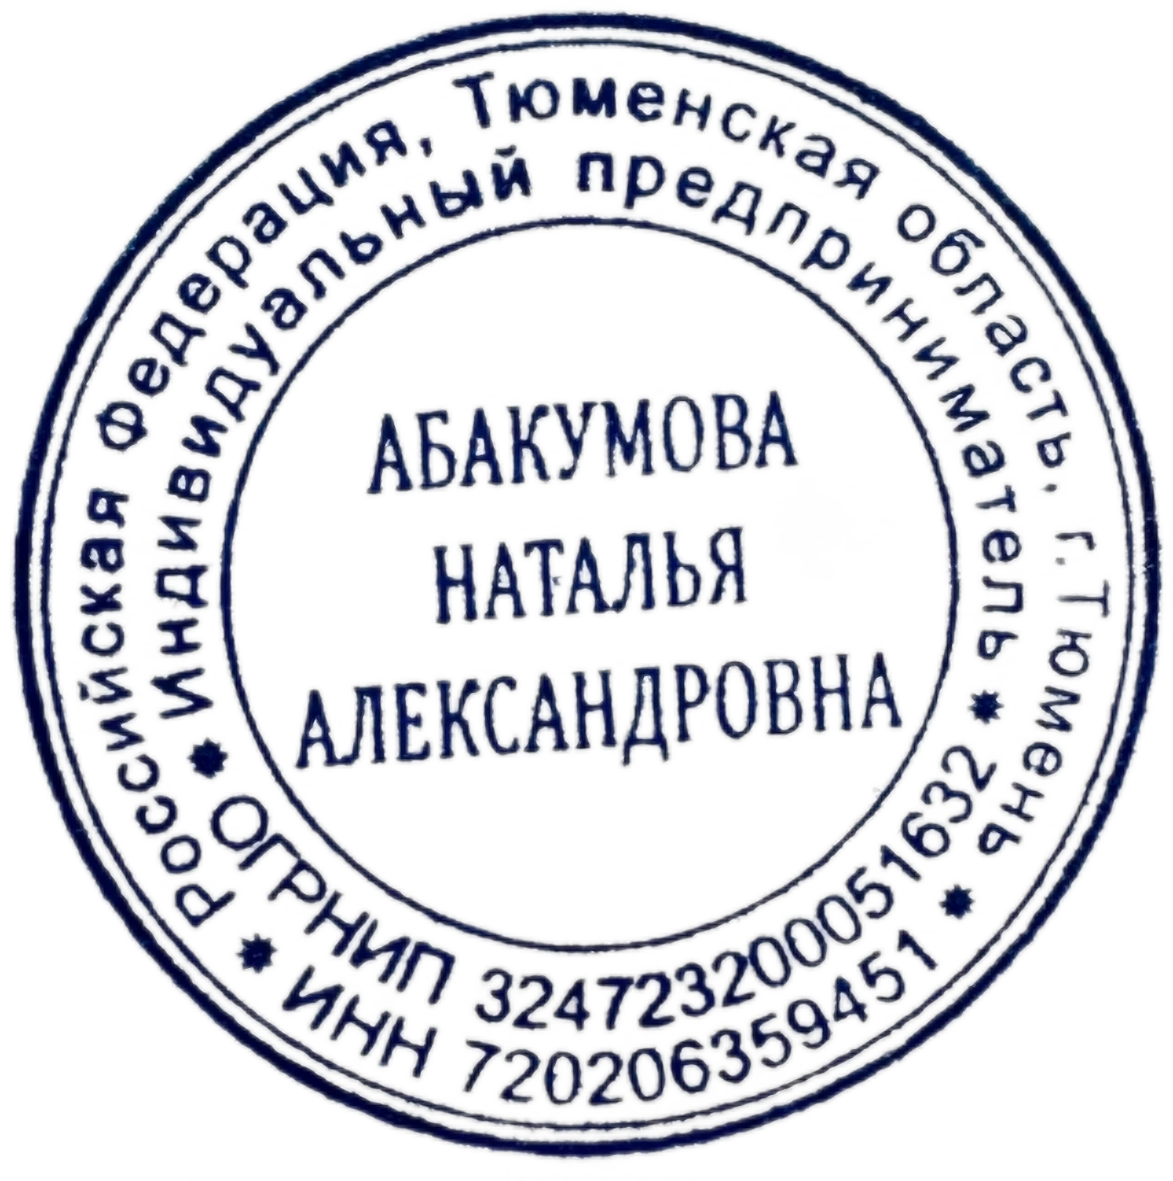 Российская Федерация, Тюменская область, г. Тюмень
* ИНН 720206359451 *
Индивидуальный предприниматель
* ОГРНИП 324723200051632 *
АБАКУМОВА
НАТАЛЬЯ
АЛЕКСАНДРОВНА